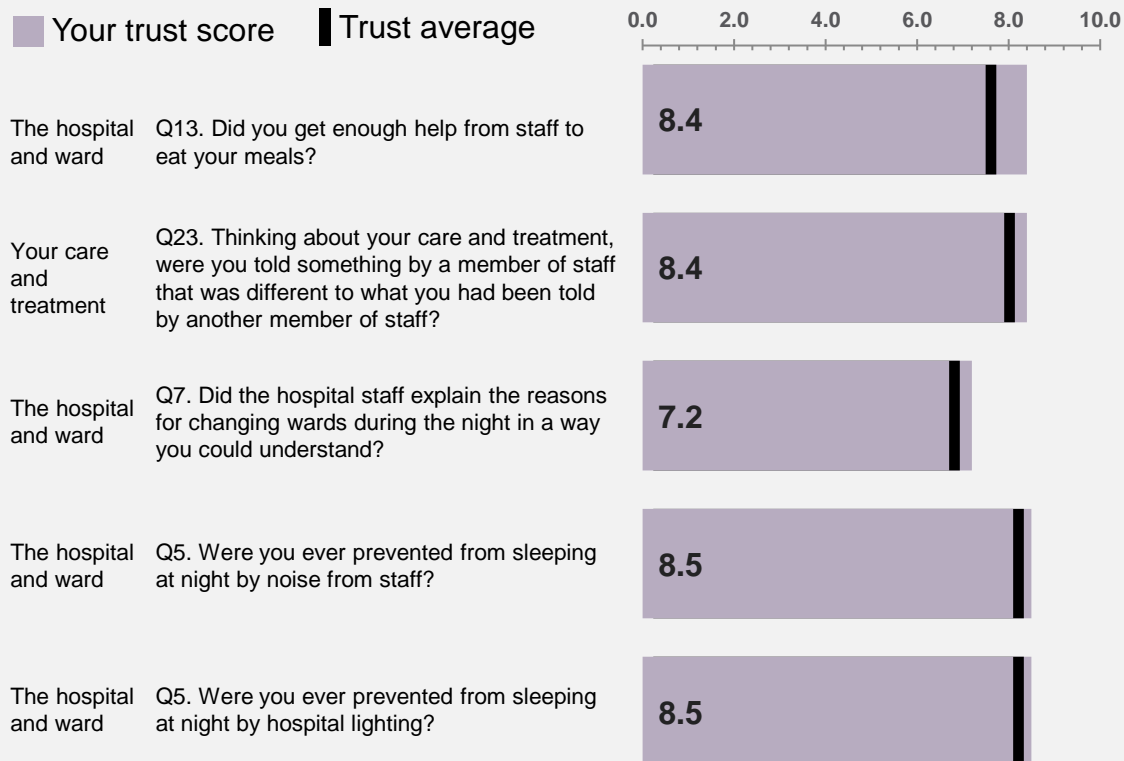 Your trust score
Trust average
0.0 2.0 4.0 6.0 8.0 10.0
The hospital
and ward
Q13. Did you get enough help from staff to
eat your meals?
8.4
Your care
and
treatment
Q23. Thinking about your care and treatment,
were you told something by a member of staff
that was different to what you had been told
by another member of staff?
8.4
The hospital
and ward
Q7. Did the hospital staff explain the reasons
for changing wards during the night in a way
you could understand?
7.2
The hospital
and ward
Q5. Were you ever prevented from sleeping
at night by noise from staff?
8.5
The hospital
and ward
Q5. Were you ever prevented from sleeping
at night by hospital lighting?
8.5